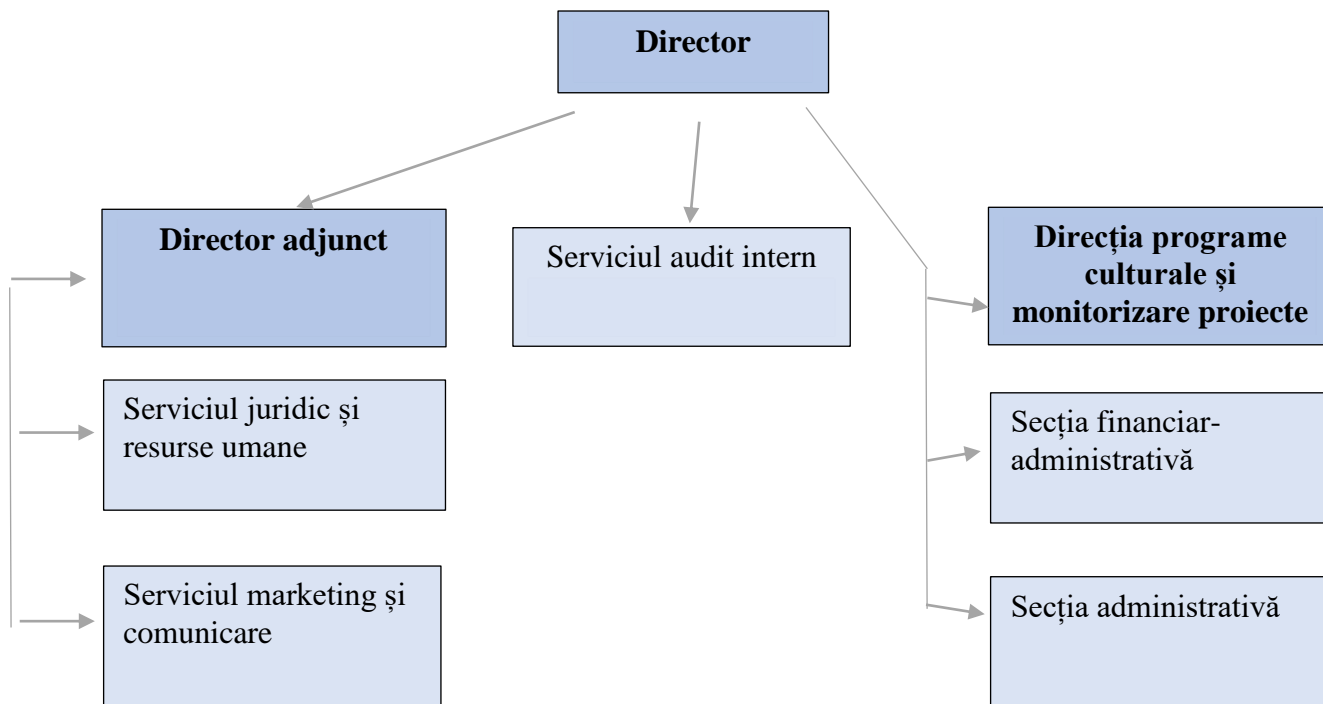 Director
Director adjunct
Serviciul audit intern
Direcția programe
culturale și
monitorizare proiecte
Serviciul juridic și
resurse umane
Secția financiar-
administrativă
Serviciul marketing și
comunicare
Secția administrativă